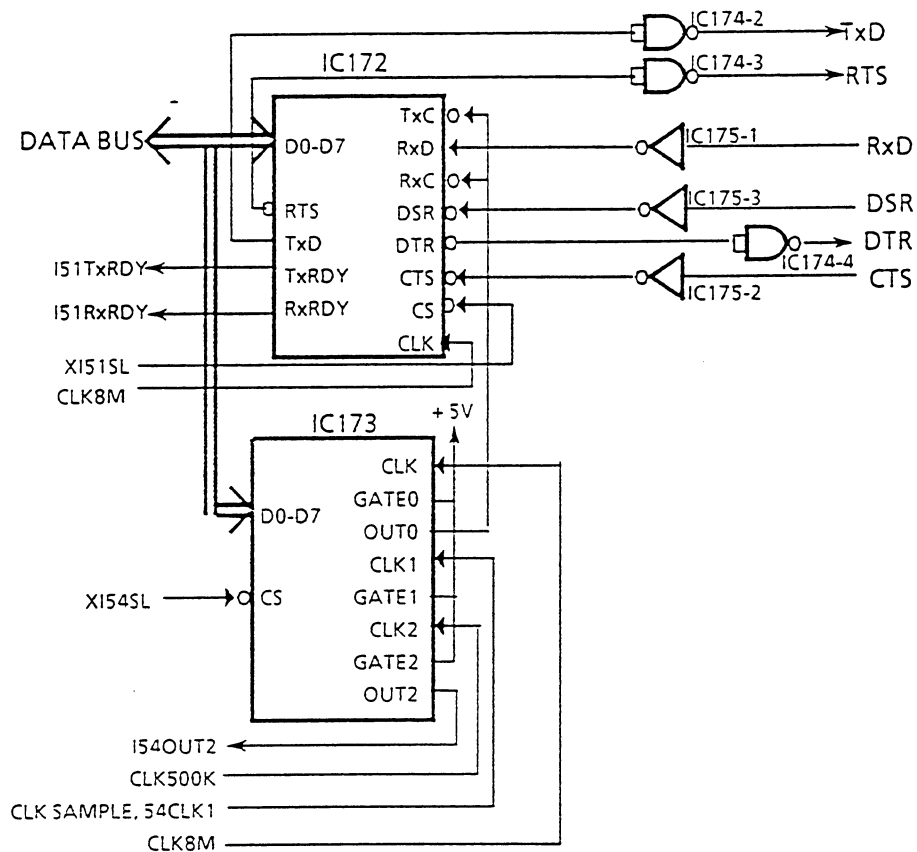 IC174-2
TxD
IC174-3
RTS
IC172
DATA BUS
D0-D7
TxC
RxD
IC175-1
RxD
RxC
RTS
DSR
IC175-3
DSR
TxD
DTR
IC174-4
DTR
I51TxRDY
TxRDY
CTS
IC175-2
CTS
I51RxRDY
RxRDY
CS
CLK
XI51SL
CLK8M
+5V
IC173
CLK
GATE0
D0-D7
OUT0
CLK1
XI54SL
CS
GATE1
CLK2
GATE2
OUT2
I54OUT2
CLK500K
CLK SAMPLE, 54CLK1
CLK8M